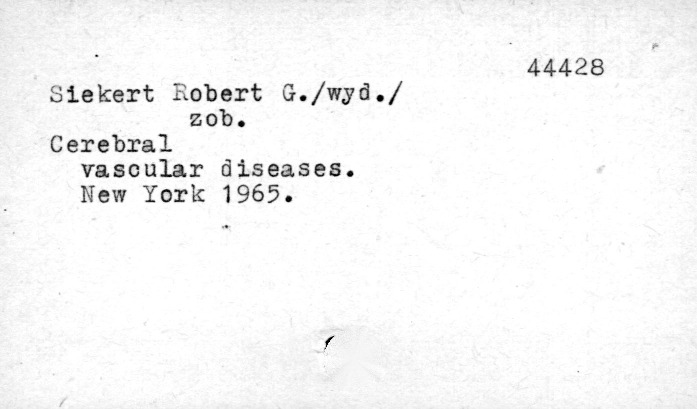 44428
Siekert Robert G./wyd./
zob.
Cerebral
vascular diseases.
New York 1965.